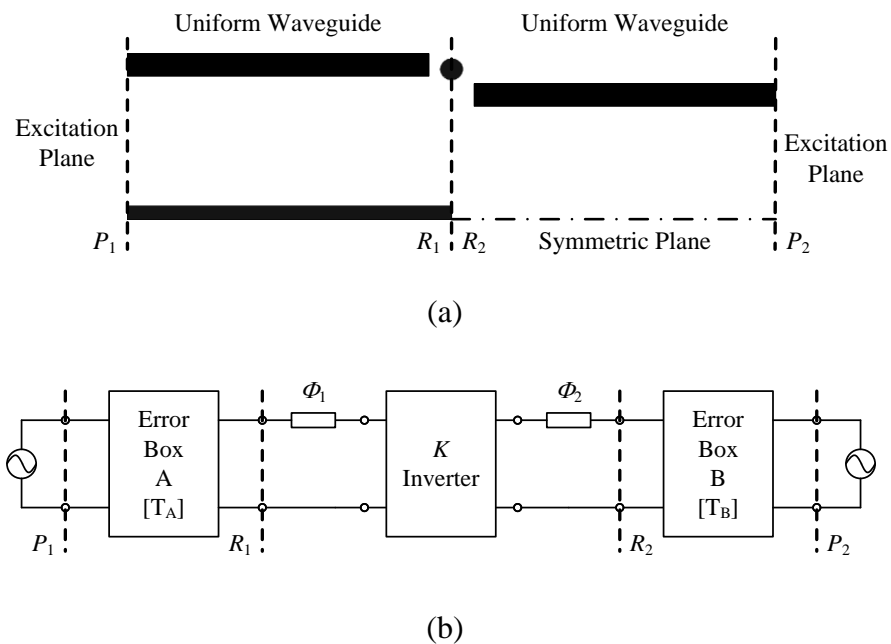 Uniform Waveguide Uniform Waveguide
Excitation
Plane
Excitation
Plane
P1 R1 R2 Symmetric Plane P2
(a)
Φ1 Φ2
Error
Box
A
[TA]
K
Inverter
Error
Box
B
[TB]
P1 R1 R2 P2
(b)